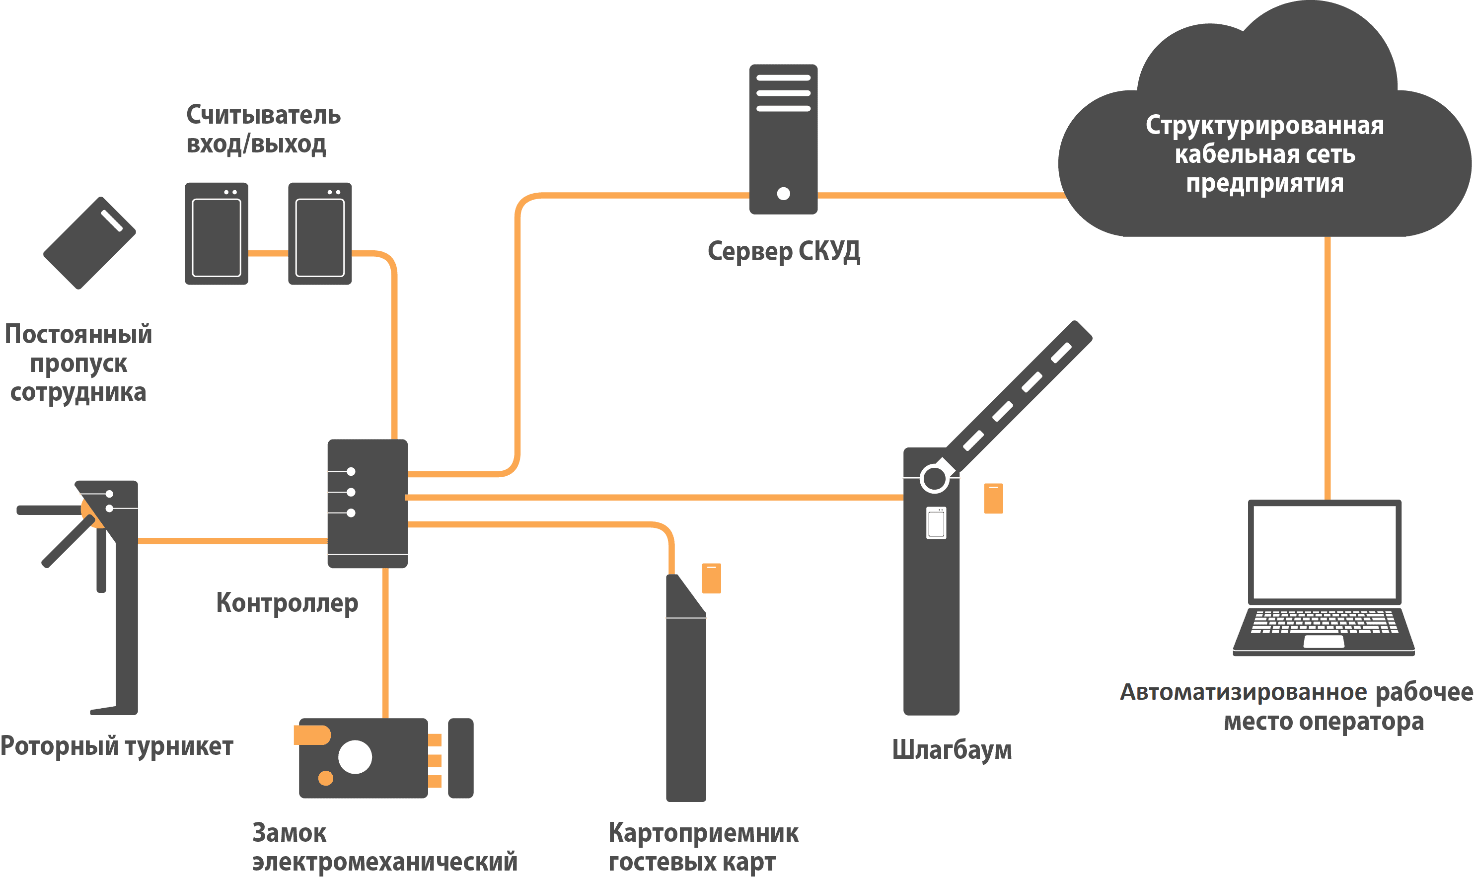 Считыватель
вход/выход
Структурированная
кабельная сеть
предприятия
Сервер СКУД
Постоянный
пропуск
сотрудника
Контроллер
Роторный турникет
Замок
электромеханический
Картоприемник
гостевых карт
Шлагбаум
Автоматизированное рабочее
место оператора